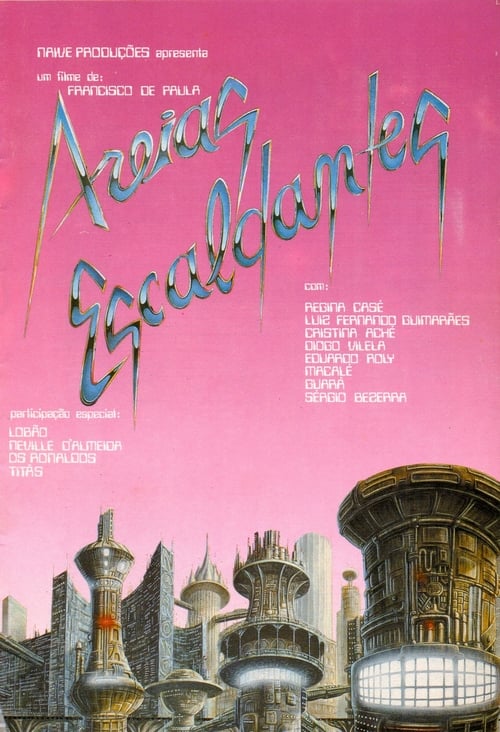 NAIVE PRODUÇÕES apresenta
um filme de:
FRANCISCO DE PAULA
Areias
Escaldantes
com:
REGINA CASÉ
LUIZ FERNANDO GUIMARÃES
CRISTINA ACHÉ
DIOGO VILELA
EDUARDO POLY
MACALÉ
GUARÁ
SÉRGIO BEZERRA
participação especial:
LOBÃO
NEVILLE D'ALMEIDA
OS RONALDOS
TITÃS